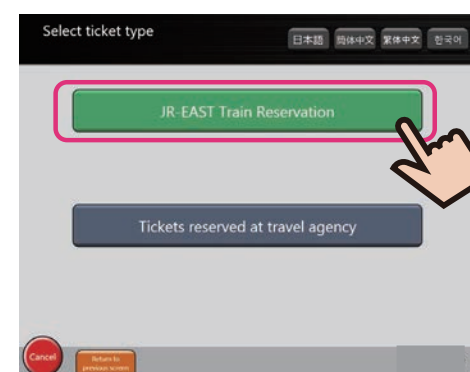 Select ticket type
日本語 簡体中文 繁体中文 한국어
JR-EAST Train Reservation
Tickets reserved at travel agency
Cancel
Return to
previous screen